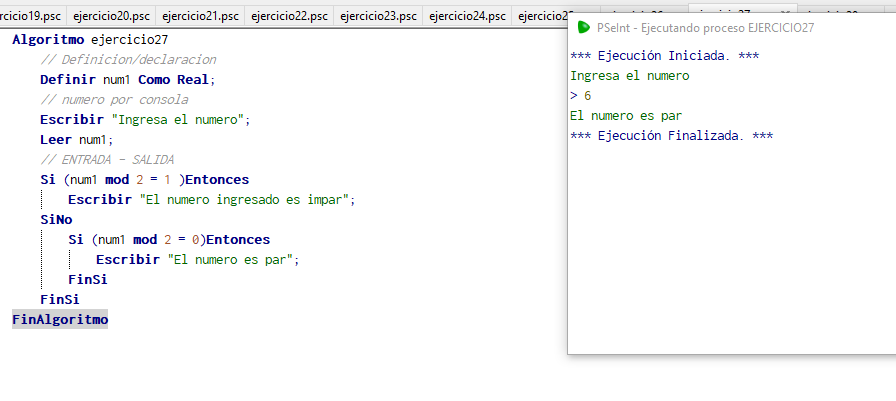 rcicio19.psc ejercicio20.psc ejercicio21.psc ejercicio22.psc ejercicio23.psc ejercicio24.psc
Algoritmo ejercicio27
// Definicion/declaracion
Definir num1 Como Real;
// numero por consola
Escribir "Ingresa el numero";
Leer num1;
// ENTRADA - SALIDA
Si (num1 mod 2 = 1 )Entonces
Escribir "El numero ingresado es impar";
SiNo
Si (num1 mod 2 = 0)Entonces
Escribir "El numero es par";
FinSi
FinSi
FinAlgoritmo
PSeInt - Ejecutando proceso EJERCICIO27
*** Ejecución Iniciada. ***
Ingresa el numero
> 6
El numero es par
*** Ejecución Finalizada. ***